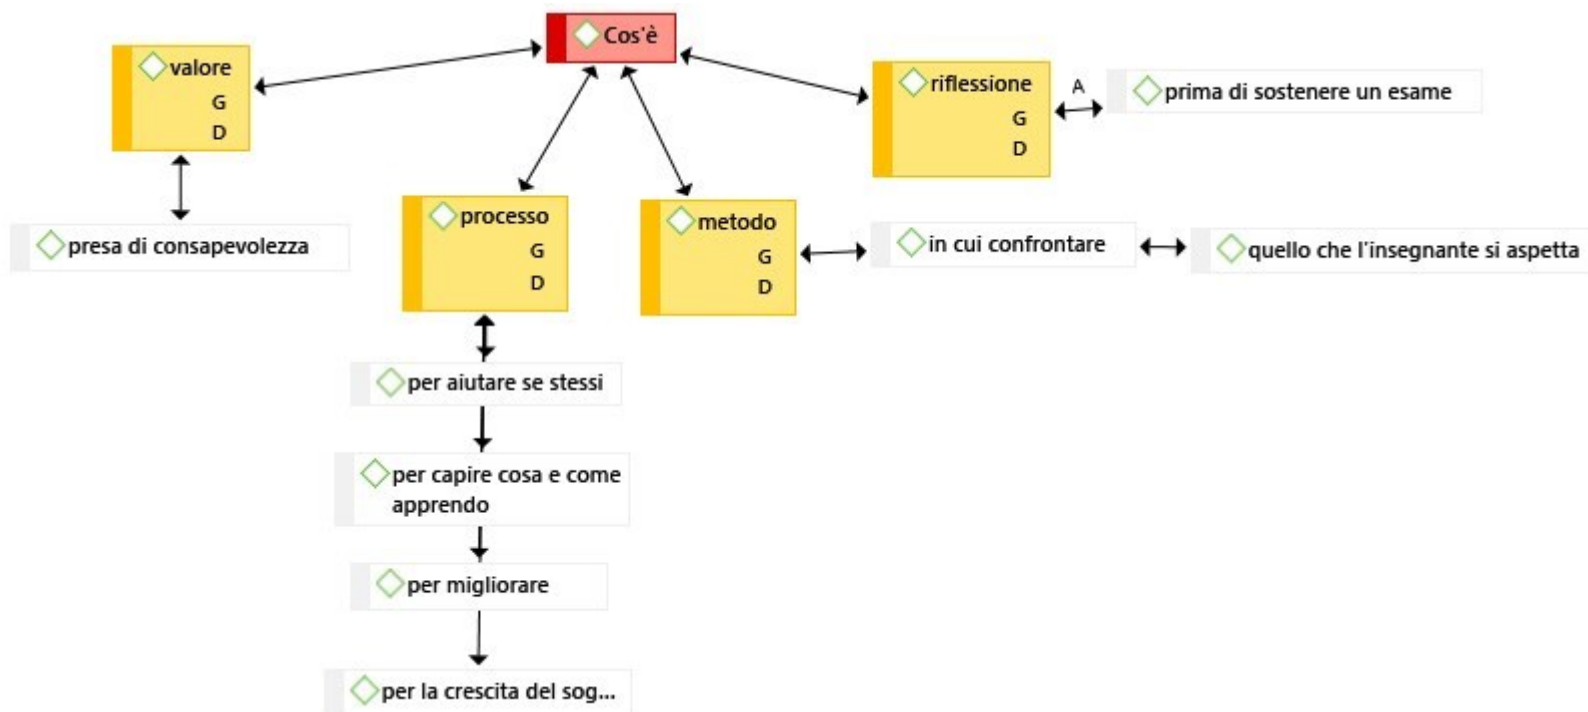 Cos'è
valore
G
D
riflessione
G
D
A
prima di sostenere un esame
processo
G
D
metodo
G
D
presa di consapevolezza
in cui confrontare
quello che l'insegnante si aspetta
per aiutare se stessi
per capire cosa e come
apprendo
per migliorare
per la crescita del sog...